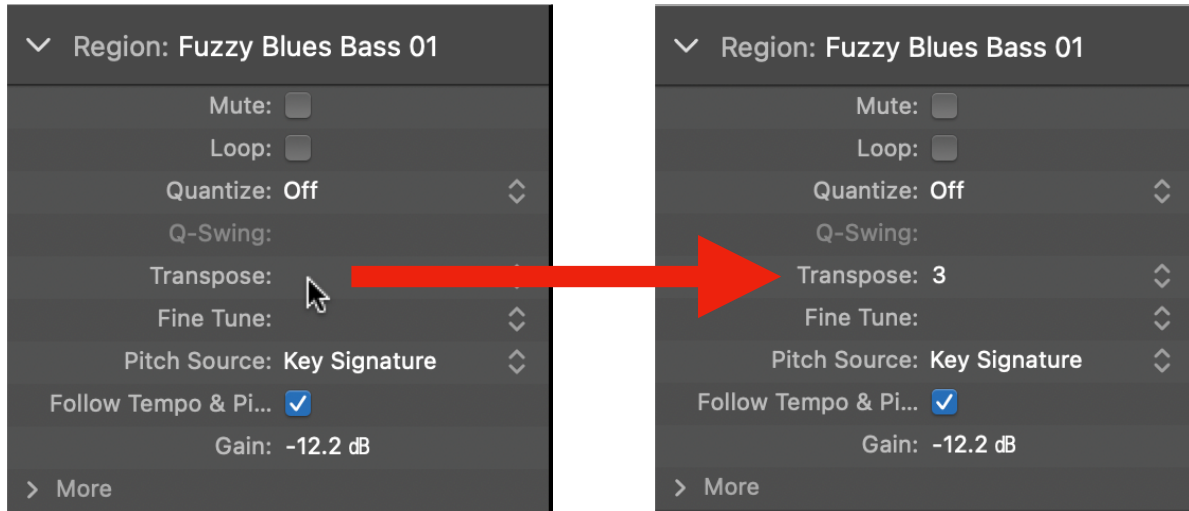 Region: Fuzzy Blues Bass 01
Mute:
Loop:
Quantize: Off
Q-Swing:
Transpose:
Fine Tune:
Pitch Source: Key Signature
Follow Tempo & Pi...
Gain: -12.2 dB
More
Region: Fuzzy Blues Bass 01
Mute:
Loop:
Quantize: Off
Q-Swing:
Transpose: 3
Fine Tune:
Pitch Source: Key Signature
Follow Tempo & Pi...
Gain: -12.2 dB
More